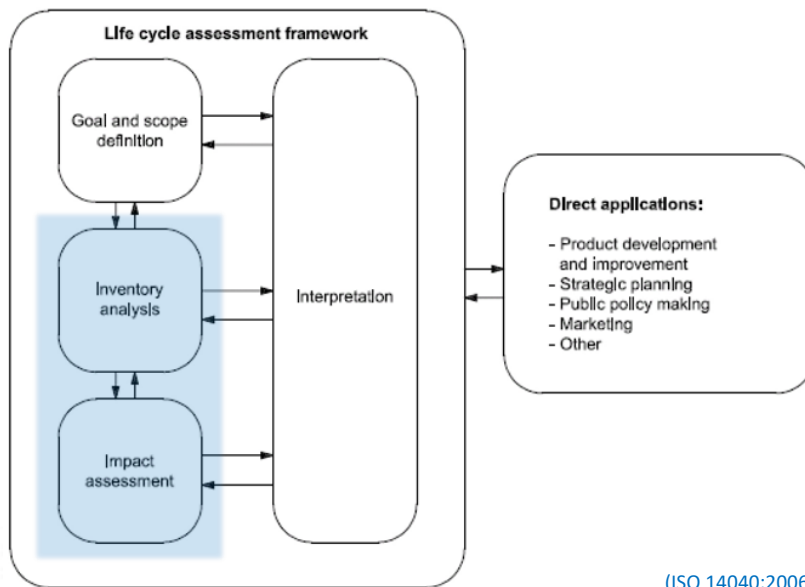 Life cycle assessment framework
Goal and scope
definition
Inventory
analysis
Impact
assessment
Interpretation
Direct applications:
- Product development
and improvement
- Strategic planning
- Public policy making
- Marketing
- Other
(ISO 14040:2006